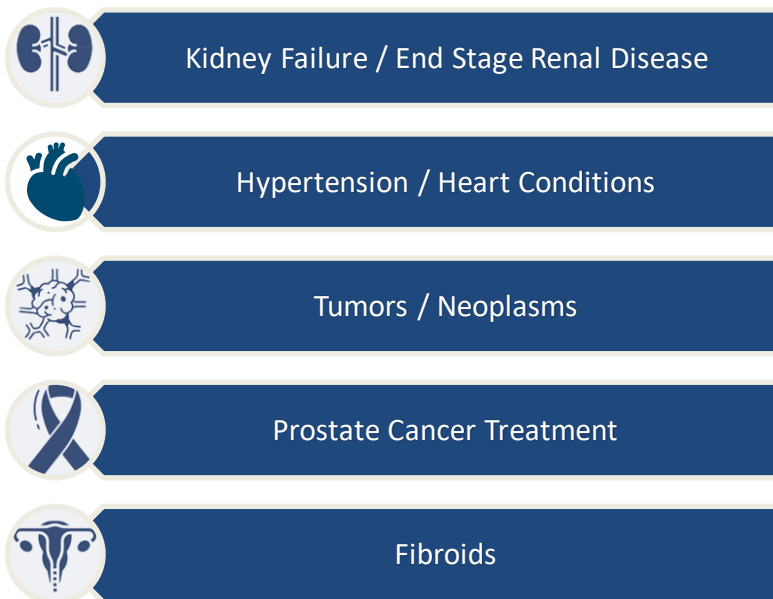 Kidney Failure / End Stage Renal Disease
Hypertension / Heart Conditions
Tumors / Neoplasms
Prostate Cancer Treatment
Fibroids